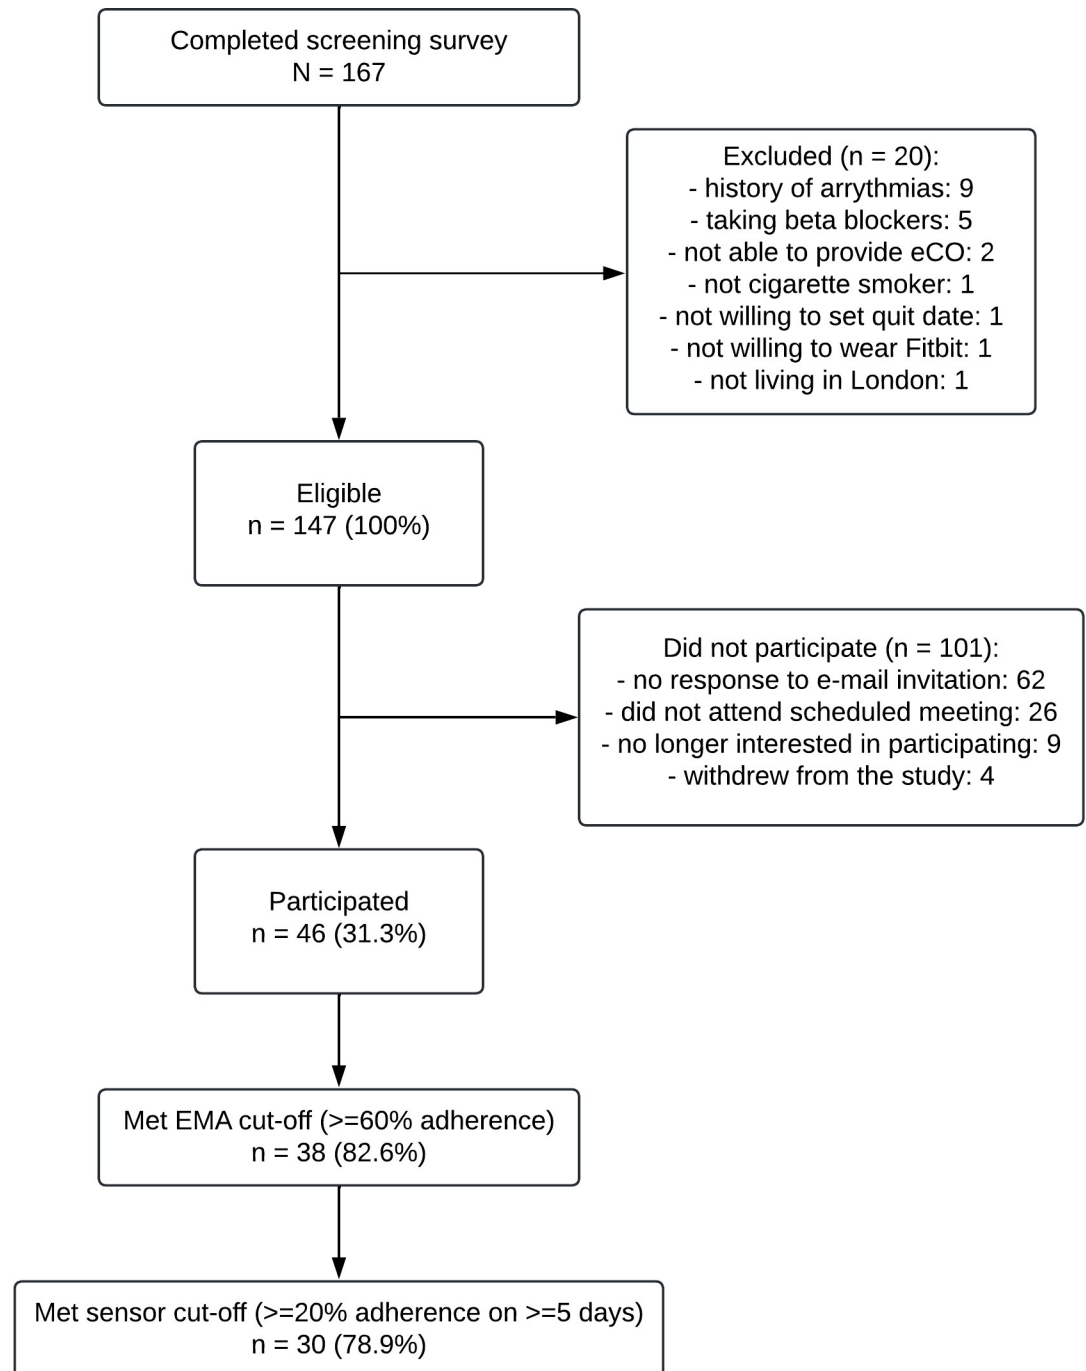 Completed screening survey
N = 167
Excluded (n = 20):
- history of arrythmias: 9
- taking beta blockers: 5
- not able to provide eCO: 2
- not cigarette smoker: 1
- not willing to set quit date: 1
- not willing to wear Fitbit: 1
- not living in London: 1
Eligible
n = 147 (100%)
Did not participate (n = 101):
- no response to e-mail invitation: 62
- did not attend scheduled meeting: 26
- no longer interested in participating: 9
- withdrew from the study: 4
Participated
n = 46 (31.3%)
Met EMA cut-off (>=60% adherence)
n = 38 (82.6%)
Met sensor cut-off (>=20% adherence on >=5 days)
n = 30 (78.9%)